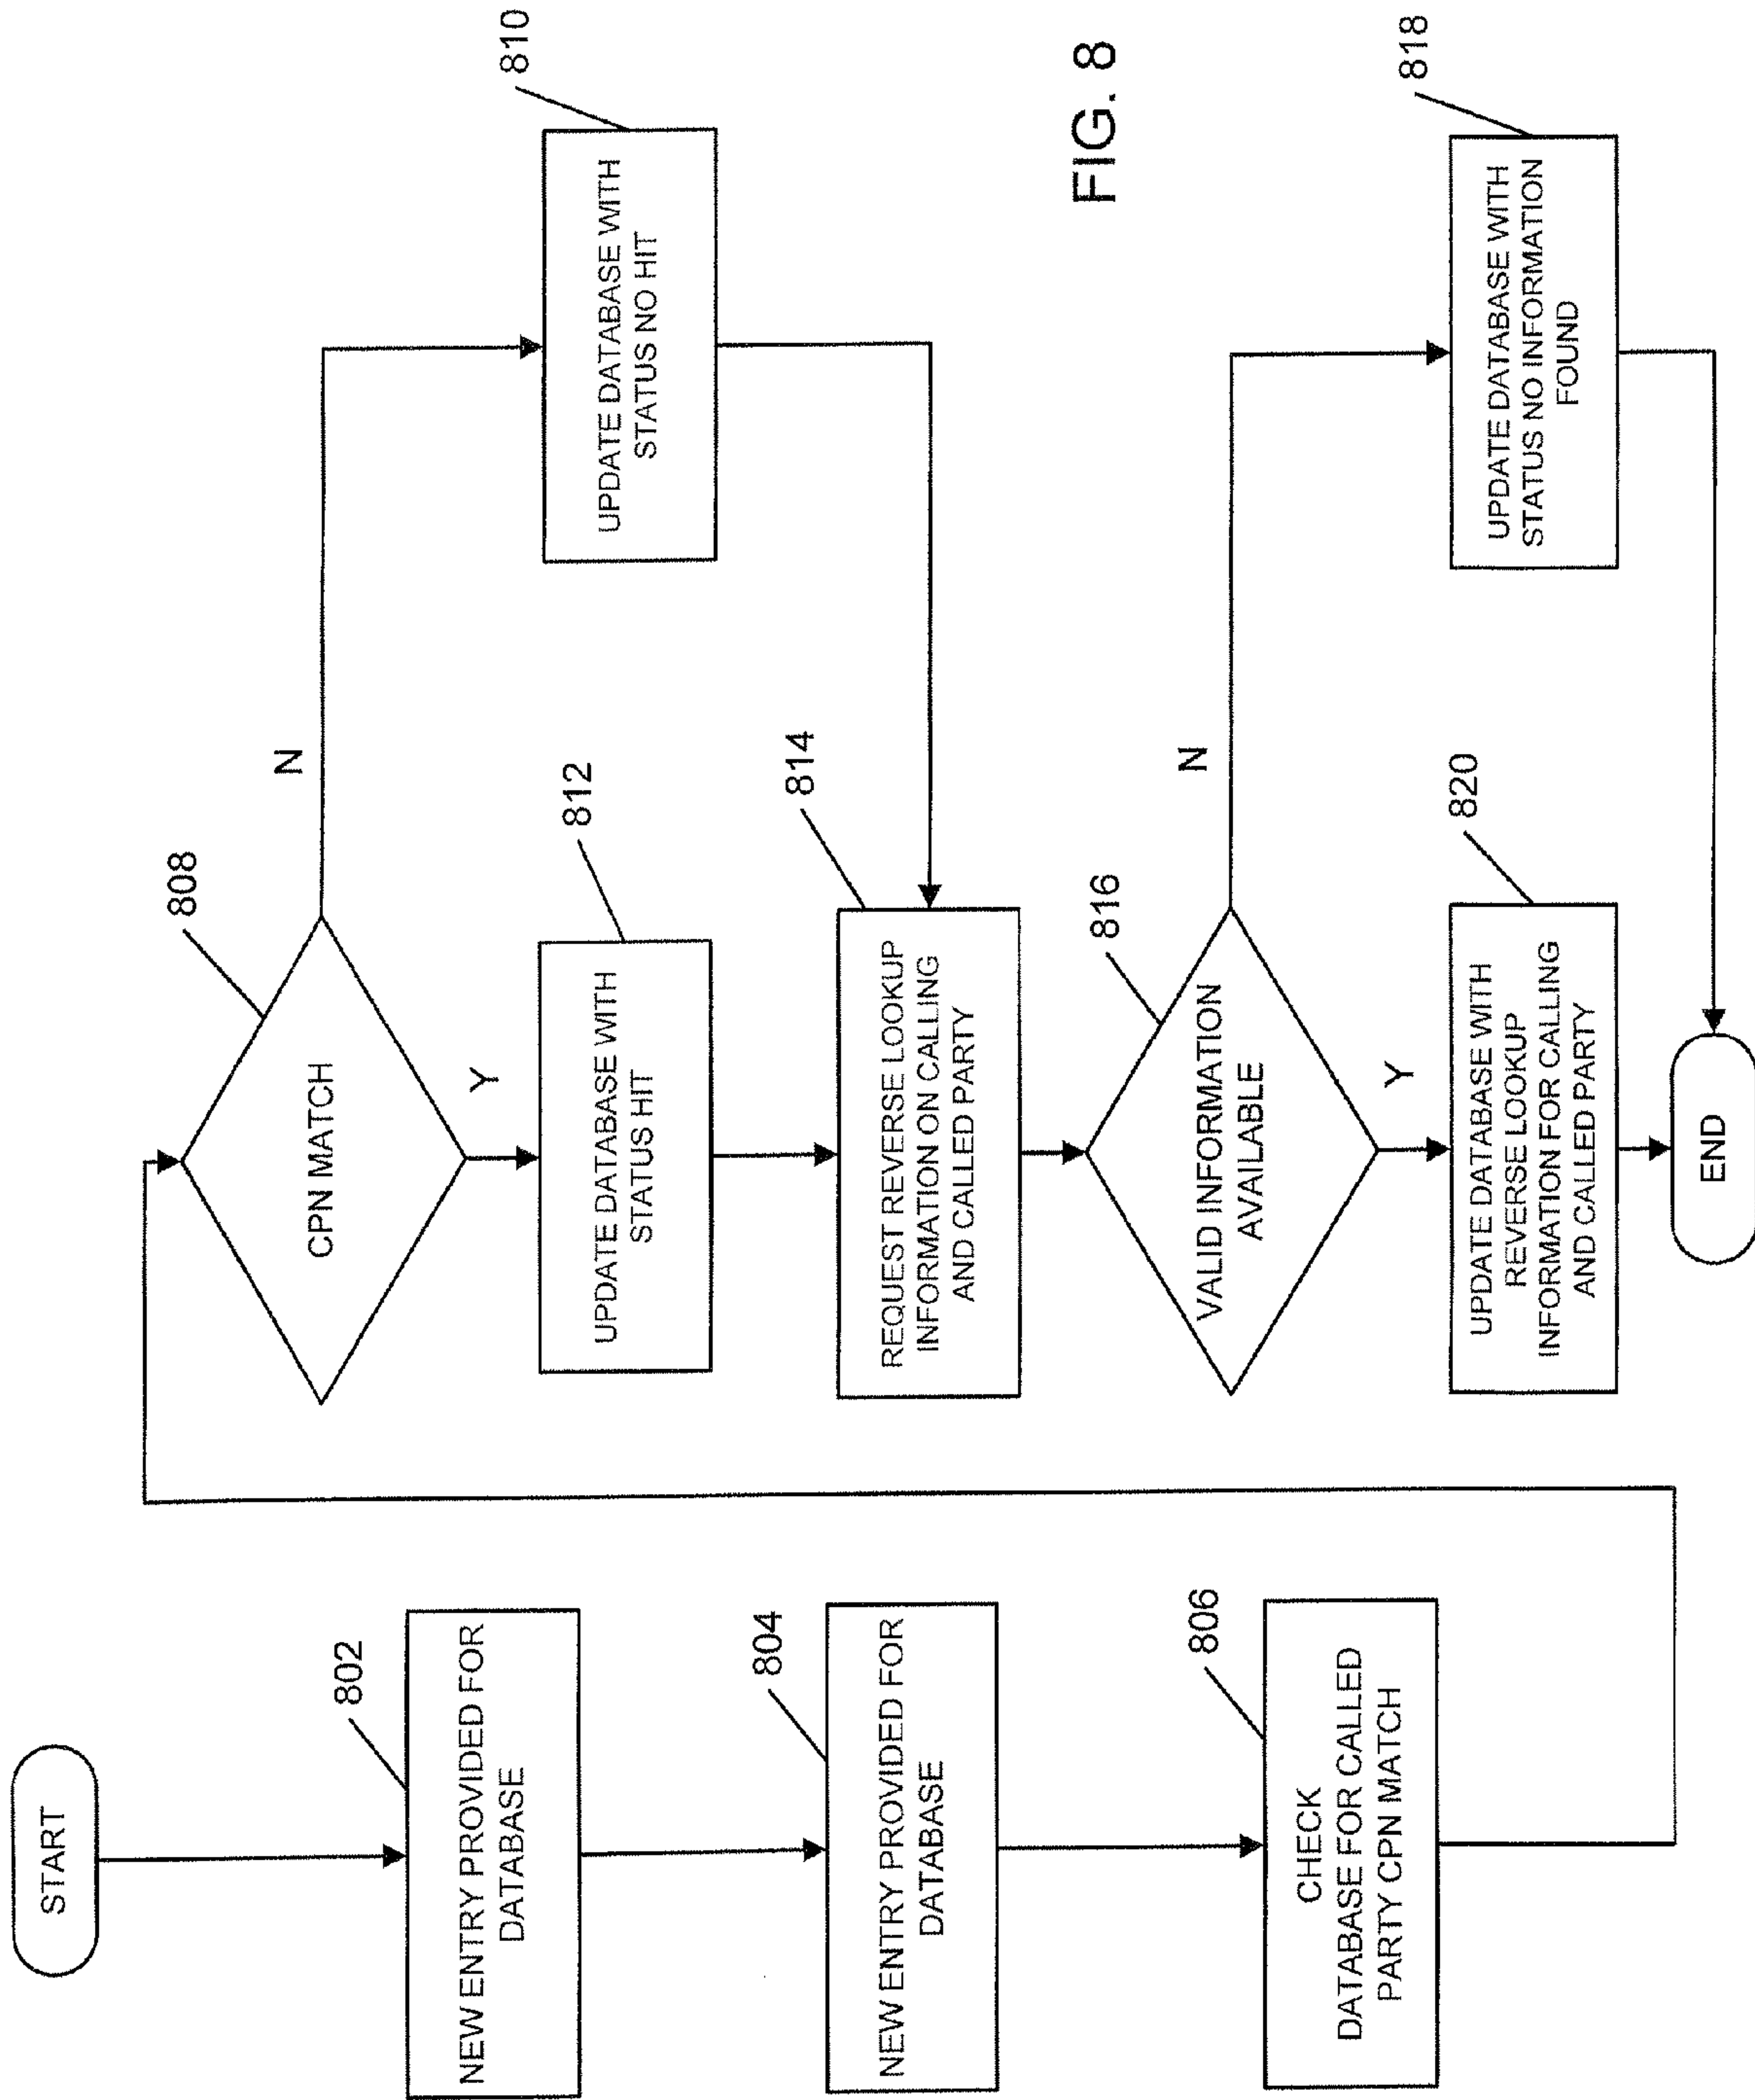 START
802
NEW ENTRY PROVIDED FOR
DATABASE
804
NEW ENTRY PROVIDED FOR
DATABASE
806
CHECK
DATABASE FOR CALLED
PARTY CPN MATCH
808
CPN MATCH
N
Y
810
UPDATE DATABASE WITH
STATUS NO HIT
812
UPDATE DATABASE WITH
STATUS HIT
814
REQUEST REVERSE LOOKUP
INFORMATION ON CALLING
AND CALLED PARTY
816
VALID INFORMATION
AVAILABLE
N
Y
818
UPDATE DATABASE WITH
STATUS NO INFORMATION
FOUND
820
UPDATE DATABASE WITH
REVERSE LOOKUP
INFORMATION FOR CALLING
AND CALLED PARTY
END
FIG. 8